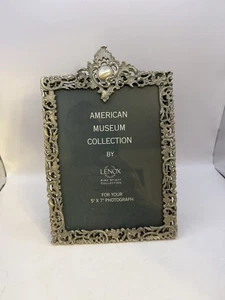 AMERICAN
MUSEUM
COLLECTION
BY
LENOX
FOR YOUR
5" X 7" PHOTOGRAPH